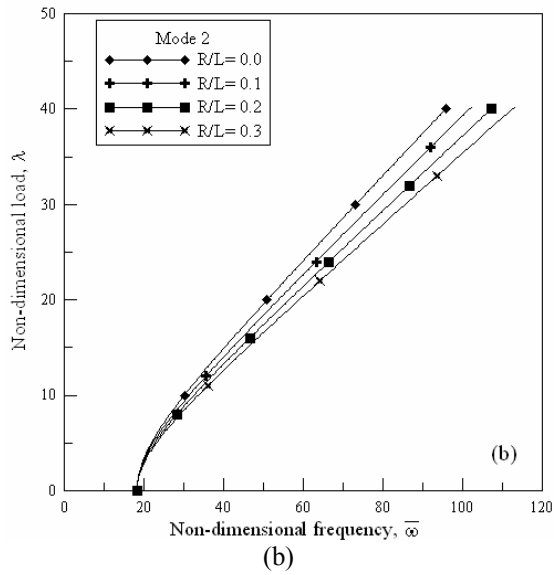 50
40
30
20
10
0
Non-dimensional load, λ
Mode 2
R/L= 0.0
R/L= 0.1
R/L= 0.2
R/L= 0.3
(b)
0 20 40 60 80 100 120
Non-dimensional frequency, ω̅
(b)